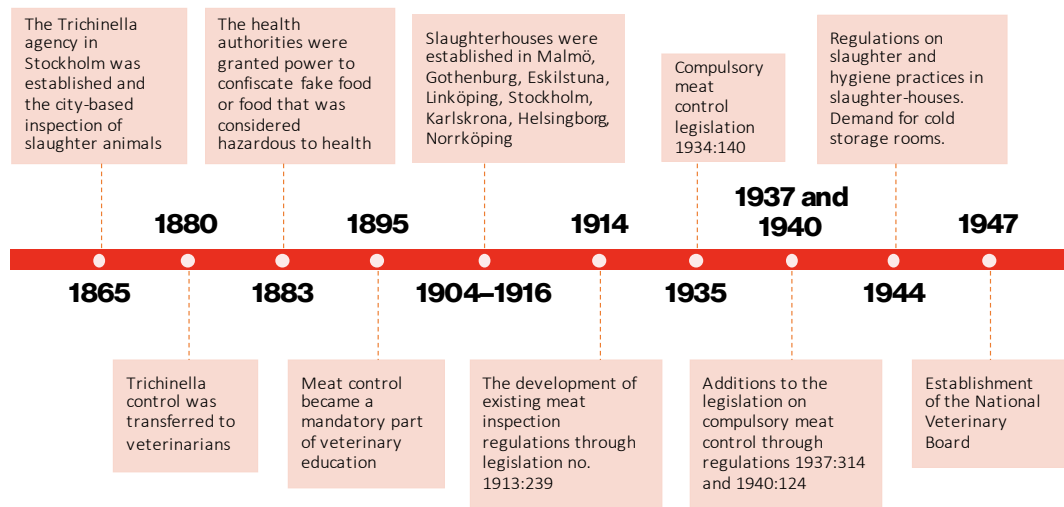 The Trichinella
agency in
Stockholm was
established and
the city-based
inspection of
slaughter animals
The health
authorities were
granted power to
confiscate fake food
or food that was
considered
hazardous to health
Slaughterhouses were
established in Malmö,
Gothenburg, Eskilstuna,
Linköping, Stockholm,
Karlskrona, Helsingborg,
Norrköping
Compulsory
meat
control
legislation
1934:140
Regulations on
slaughter and
hygiene practices in
slaughter-houses.
Demand for cold
storage rooms.
1880
1895
1914
1937 and
1940
1947
1865
1883
1904–1916
1935
1944
Trichinella
control was
transferred to
veterinarians
Meat control
became a
mandatory part
of veterinary
education
The development of
existing meat
inspection
regulations through
legislation no.
1913:239
Additions to the
legislation on
compulsory meat
control through
regulations 1937:314
and 1940:124
Establishment
of the National
Veterinary
Board